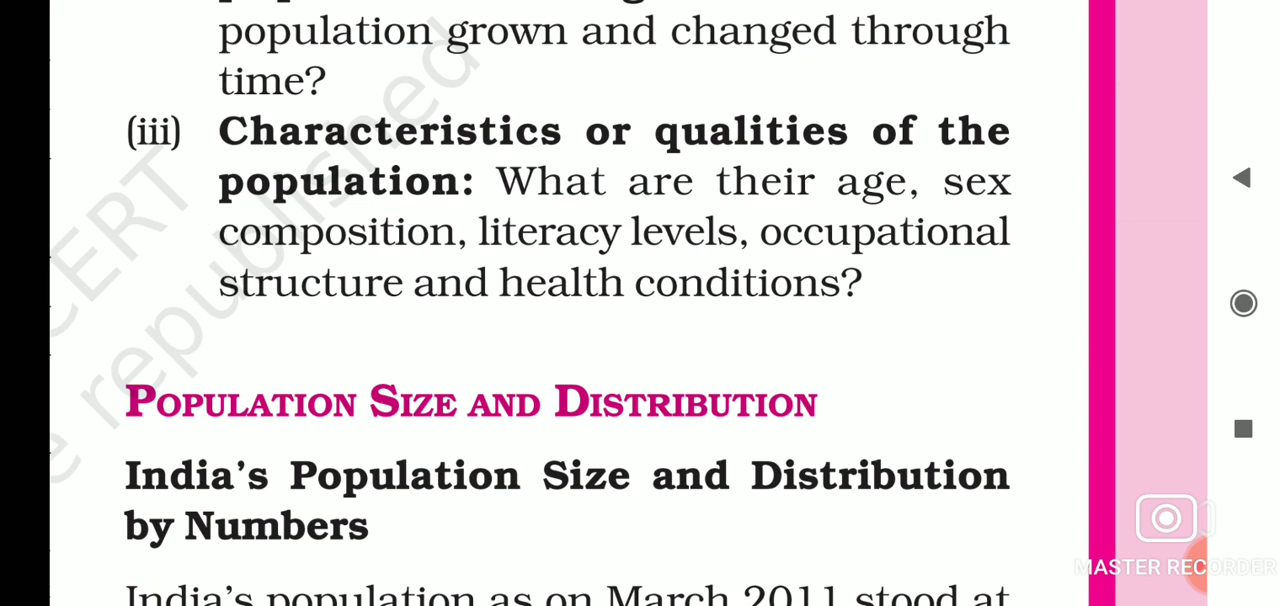 population grown and changed through
time?
(iii) Characteristics or qualities of the
population: What are their age, sex
composition, literacy levels, occupational
structure and health conditions?
POPULATION SIZE AND DISTRIBUTION
India's Population Size and Distribution
by Numbers
India's population as on March 2011 stood at
republished
MASTER RECORDER